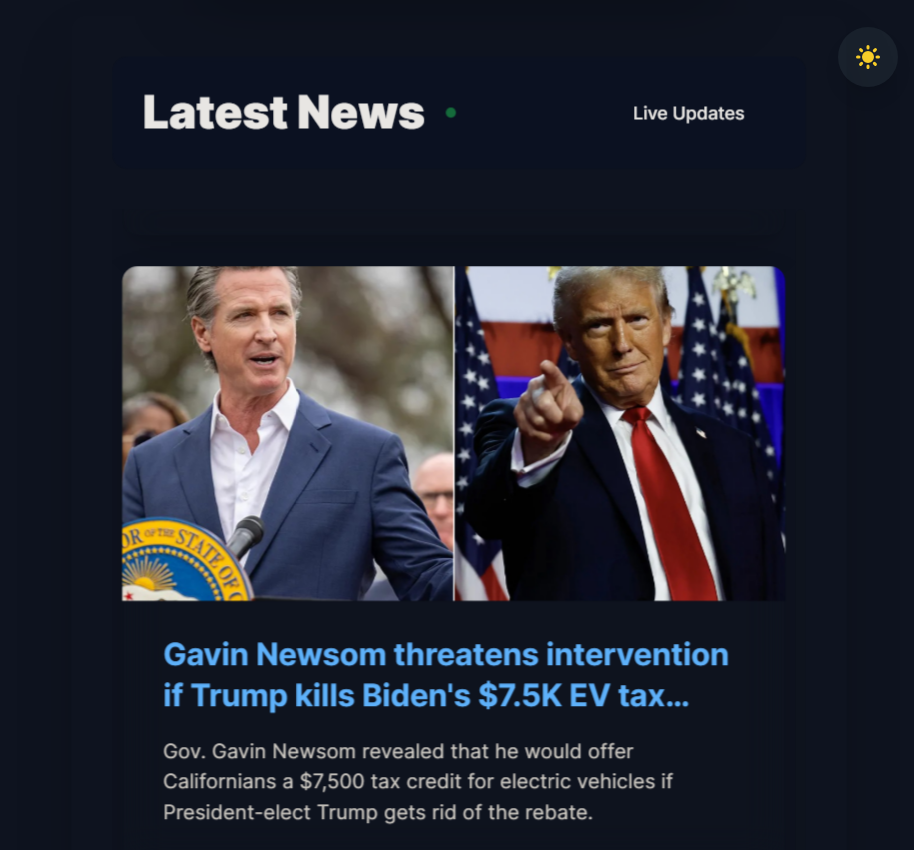 Latest News
Live Updates
OR OF THE STATE OF C
Gavin Newsom threatens intervention
if Trump kills Biden's $7.5K EV tax...
Gov. Gavin Newsom revealed that he would offer
Californians a $7,500 tax credit for electric vehicles if
President-elect Trump gets rid of the rebate.